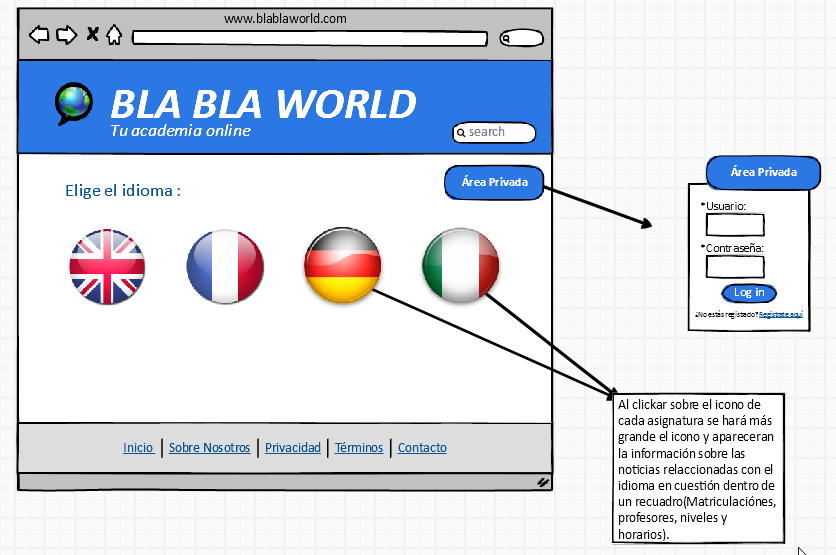 www.blablaworld.com
BLA BLA WORLD
Tu academia online
search
Elige el idioma :
Área Privada
Área Privada
*Usuario:
*Contraseña:
Log in
¿No estás registado? Registrate aquí
Al clickar sobre el icono de
cada asignatura se hará más
grande el icono y apareceran
la información sobre las
noticias relaccionadas con el
idioma en cuestión dentro de
un recuadro(Matriculaciónes,
profesores, niveles y
horarios).
Inicio | Sobre Nosotros | Privacidad | Términos | Contacto